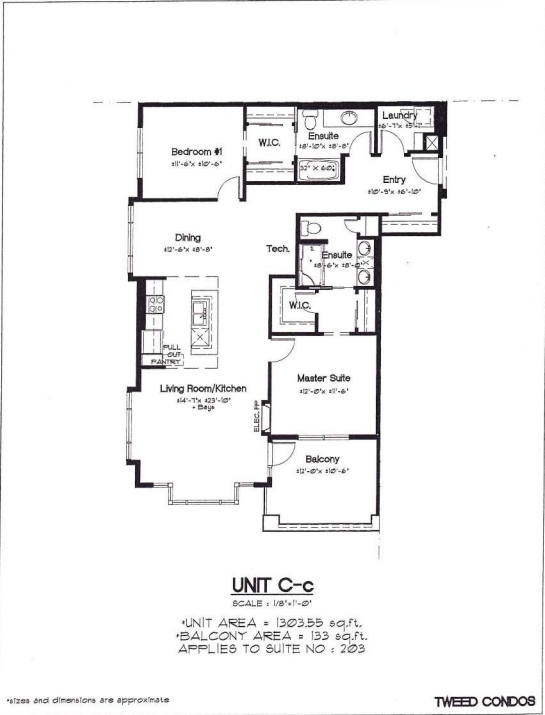 Laundry
±6'-7"x ±5'-1"
Ensuite
±8'-10"x ±8'-8"
W.I.C.
Bedroom #1
±11'-6"x ±10'-6"
32" X 60"
Entry
±10'-9"x ±6'-10"
Dining
±12'-6"x ±8'-8"
Tech.
Ensuite
W.I.C.
PULL
OUT
PANTRY
Master Suite
±12'-0"x ±11'-6"
Living Room/Kitchen
±14'-7"x ±23'-10"
+ Bays
ELEC. FP
Balcony
±12'-0"x ±10'-6"
UNIT C-c
SCALE : 1/8"=1'-0"
*UNIT AREA = 1303.55 sq.ft.
*BALCONY AREA = 133 sq.ft.
APPLIES TO SUITE NO : 203
*sizes and dimensions are approximate
TWEED CONDOS